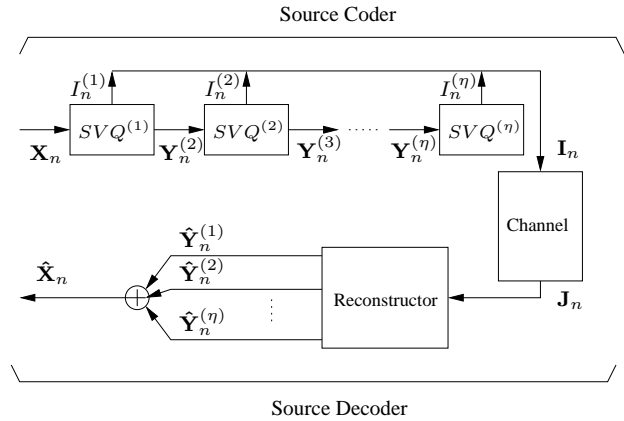 Source Coder
I_n^{(1)} I_n^{(2)} I_n^{(η)}
SVQ^{(1)} SVQ^{(2)} ..... SVQ^{(η)}
X_n Y_n^{(2)} Y_n^{(3)} Y_n^{(η)} I_n
Channel
Ŷ_n^{(1)}
X̂_n Ŷ_n^{(2)} Reconstructor J_n
Ŷ_n^{(η)}
Source Decoder